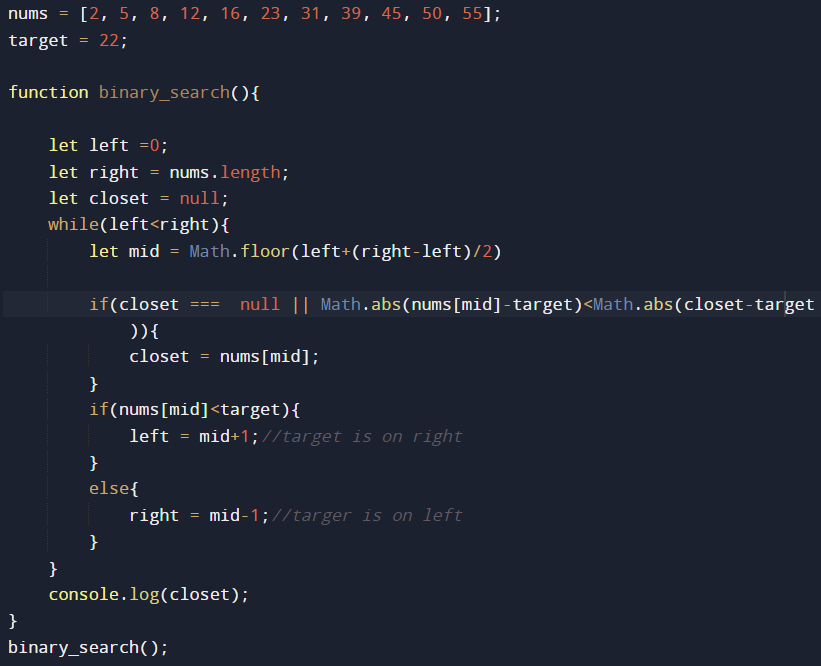 nums = [2, 5, 8, 12, 16, 23, 31, 39, 45, 50, 55];
target = 22;
function binary_search(){
let left =0;
let right = nums.length;
let closet = null;
while(left<right){
let mid = Math.floor(left+(right-left)/2)
if(closet ===  null || Math.abs(nums[mid]-target)<Math.abs(closet-target
)){
closet = nums[mid];
}
if(nums[mid]<target){
left = mid+1;//target is on right
}
else{
right = mid-1;//targer is on left
}
}
console.log(closet);
}
binary_search();